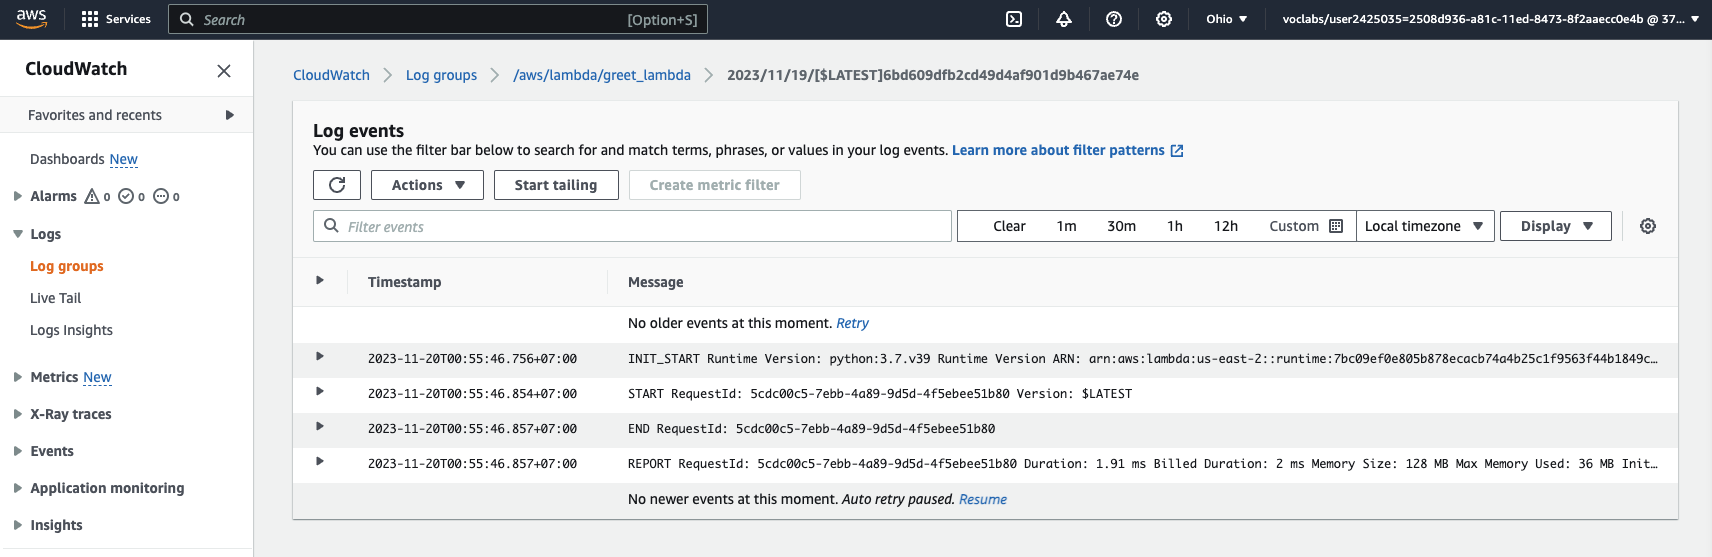 aws Services Search [Option+S] Ohio voclabs/user2425035=2508d936-a81c-11ed-8473-8f2aaecc0e4b @ 37...
CloudWatch
Favorites and recents
Dashboards New
Alarms 0 0 0
Logs
Log groups
Live Tail
Logs Insights
Metrics New
X-Ray traces
Events
Application monitoring
Insights
CloudWatch Log groups /aws/lambda/greet_lambda 2023/11/19/[$LATEST]6bd609dfb2cd49d4af901d9b467ae74e
Log events
You can use the filter bar below to search for and match terms, phrases, or values in your log events. Learn more about filter patterns
Actions Start tailing Create metric filter
Filter events Clear 1m 30m 1h 12h Custom Local timezone Display
Timestamp Message
No older events at this moment. Retry
2023-11-20T00:55:46.756+07:00 INIT_START Runtime Version: python:3.7.v39 Runtime Version ARN: arn:aws:lambda:us-east-2::runtime:7bc09ef0e805b878ecacb74a4b25c1f9563f44b1849c…
2023-11-20T00:55:46.854+07:00 START RequestId: 5cdc00c5-7ebb-4a89-9d5d-4f5ebee51b80 Version: $LATEST
2023-11-20T00:55:46.857+07:00 END RequestId: 5cdc00c5-7ebb-4a89-9d5d-4f5ebee51b80
2023-11-20T00:55:46.857+07:00 REPORT RequestId: 5cdc00c5-7ebb-4a89-9d5d-4f5ebee51b80 Duration: 1.91 ms Billed Duration: 2 ms Memory Size: 128 MB Max Memory Used: 36 MB Init…
No newer events at this moment. Auto retry paused. Resume